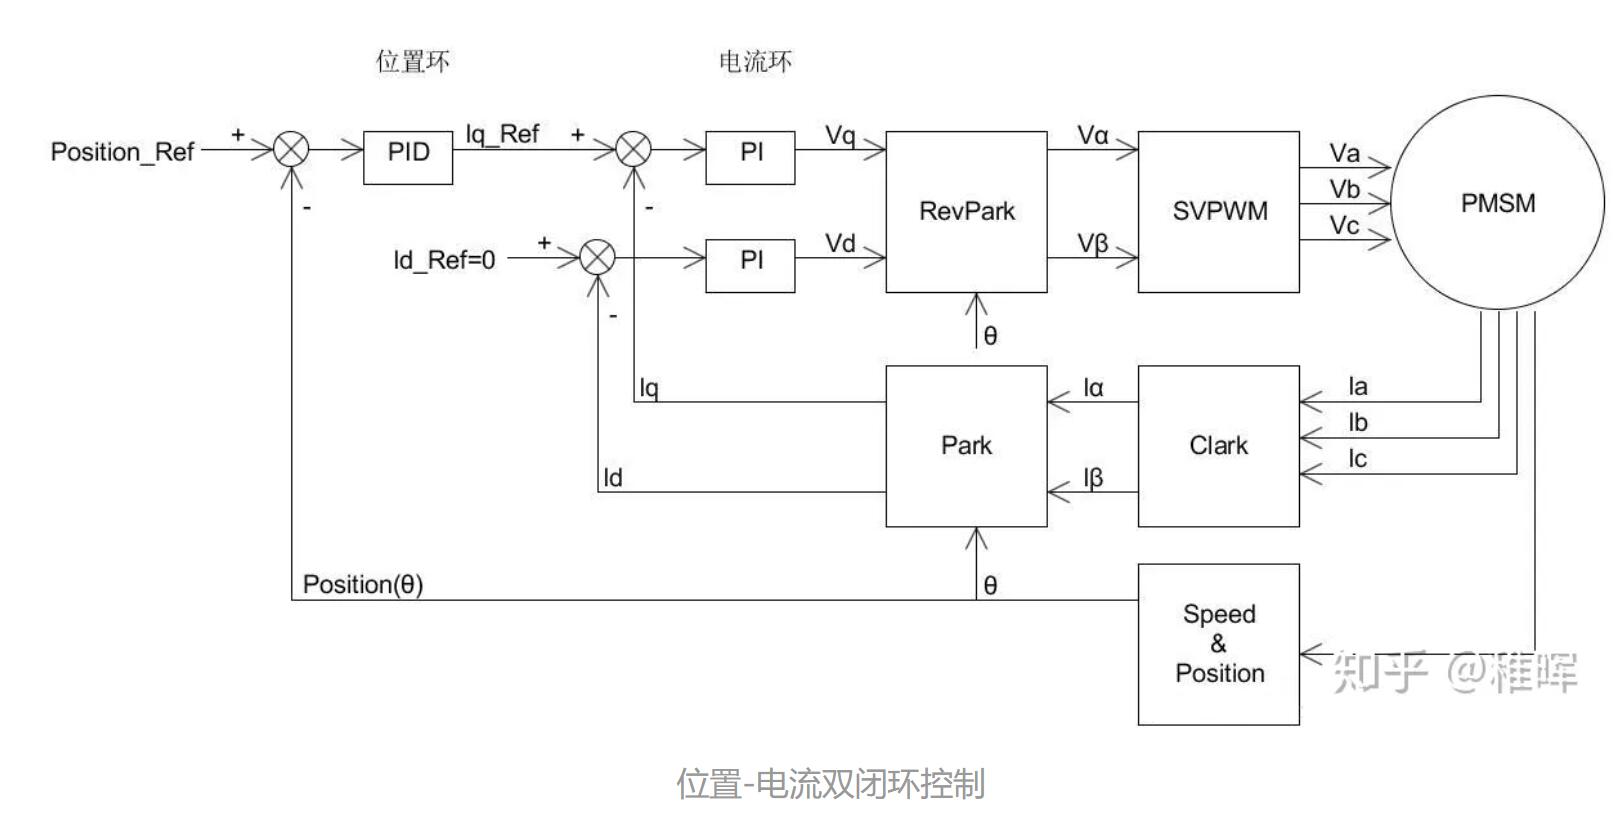 位置环
电流环
Position_Ref
+
-
PID
Iq_Ref
+
-
PI
Vq
RevPark
Vα
SVPWM
Va
Vb
Vc
PMSM
Id_Ref=0
+
-
PI
Vd
Vβ
θ
Iq
Id
Park
Iα
Iβ
Clark
Ia
Ib
Ic
Position(θ)
θ
Speed
&
Position
知乎 @稚晖
位置-电流双闭环控制